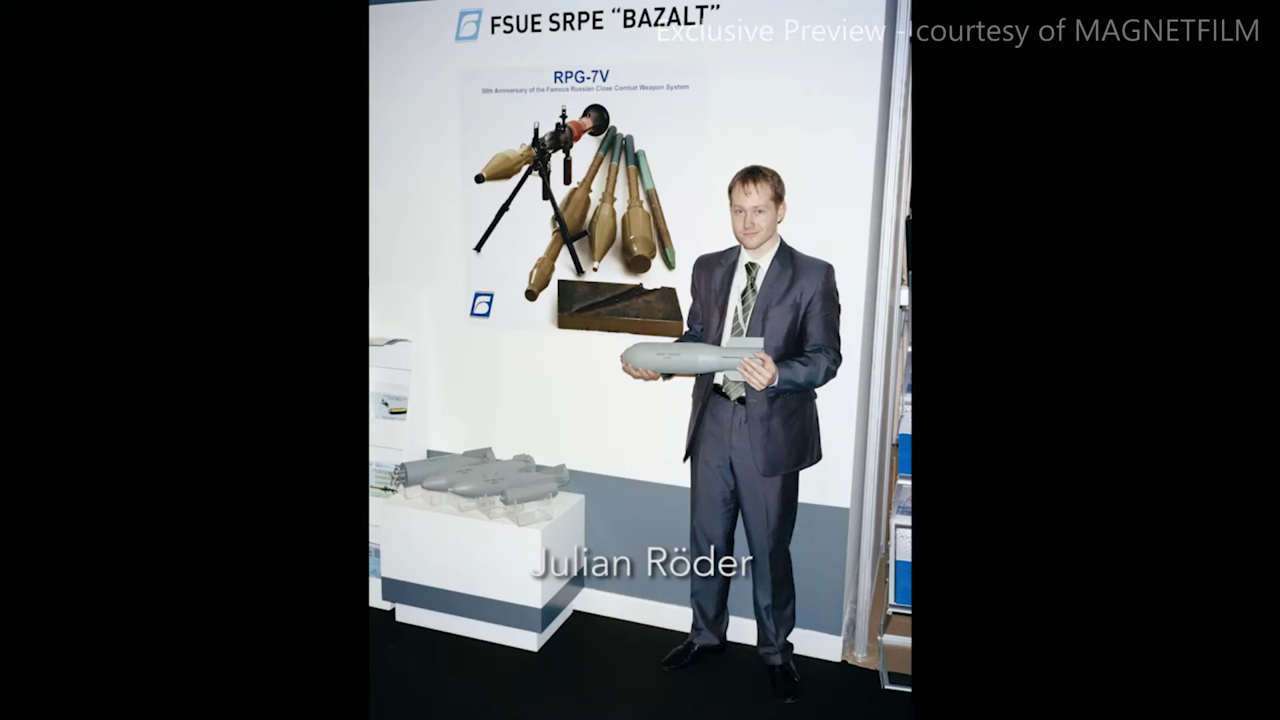 FSUE SRPE “BAZALT”
Exclusive Preview - courtesy of MAGNETFILM
RPG-7V
50th Anniversary of the Famous Russian Close Combat Weapon System
Julian Röder